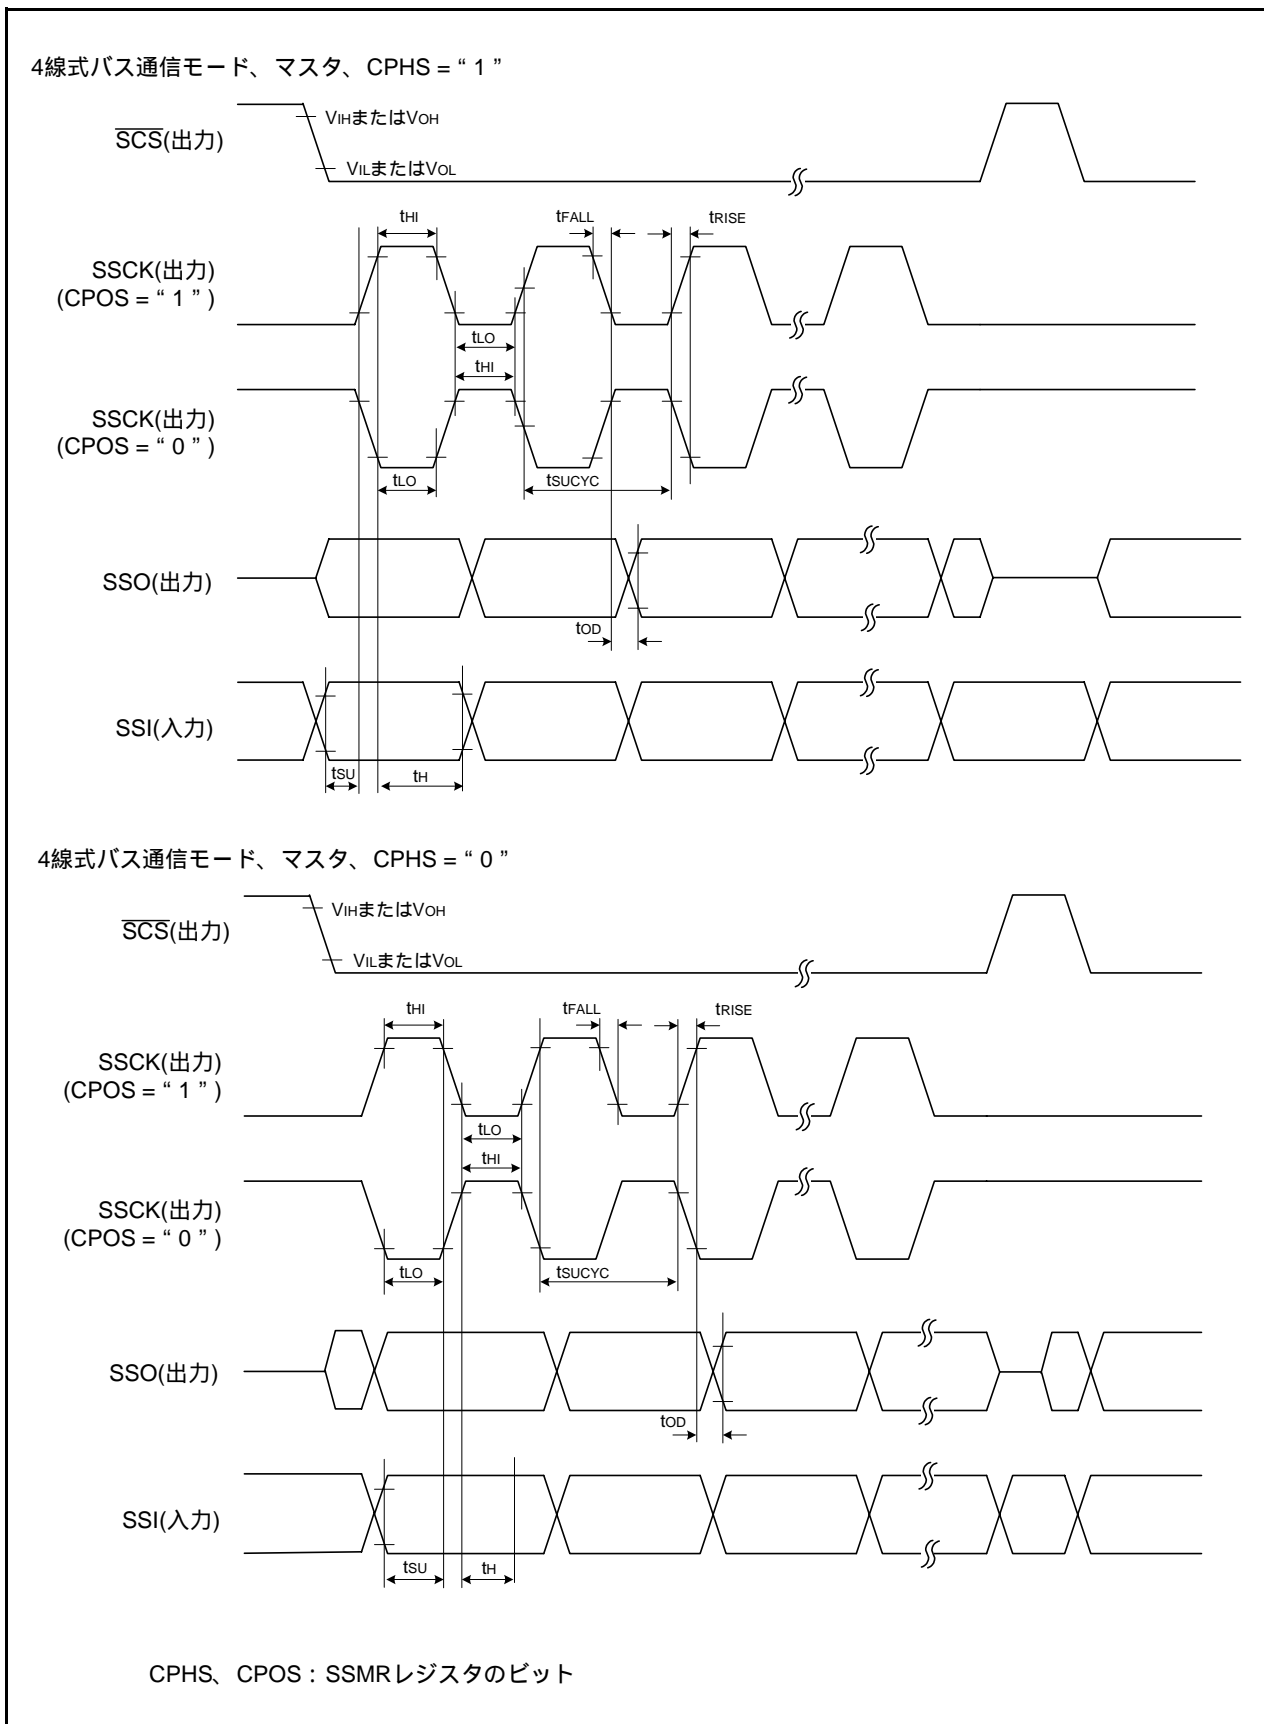 4線式バス通信モード、マスタ、CPHS = “ 1 ”
VIHまたはVOH
SCS(出力)
VILまたはVOL
tHI
tFALL
tRISE
SSCK(出力)
(CPOS = “ 1 ” )
tLO
tHI
SSCK(出力)
(CPOS = “ 0 ” )
tLO
tSUCYC
SSO(出力)
tOD
SSI(入力)
tSU
tH
4線式バス通信モード、マスタ、CPHS = “ 0 ”
VIHまたはVOH
SCS(出力)
VILまたはVOL
tHI
tFALL
tRISE
SSCK(出力)
(CPOS = “ 1 ” )
tLO
tHI
SSCK(出力)
(CPOS = “ 0 ” )
tLO
tSUCYC
SSO(出力)
tOD
SSI(入力)
tSU
tH
CPHS、CPOS : SSMRレジスタのビット